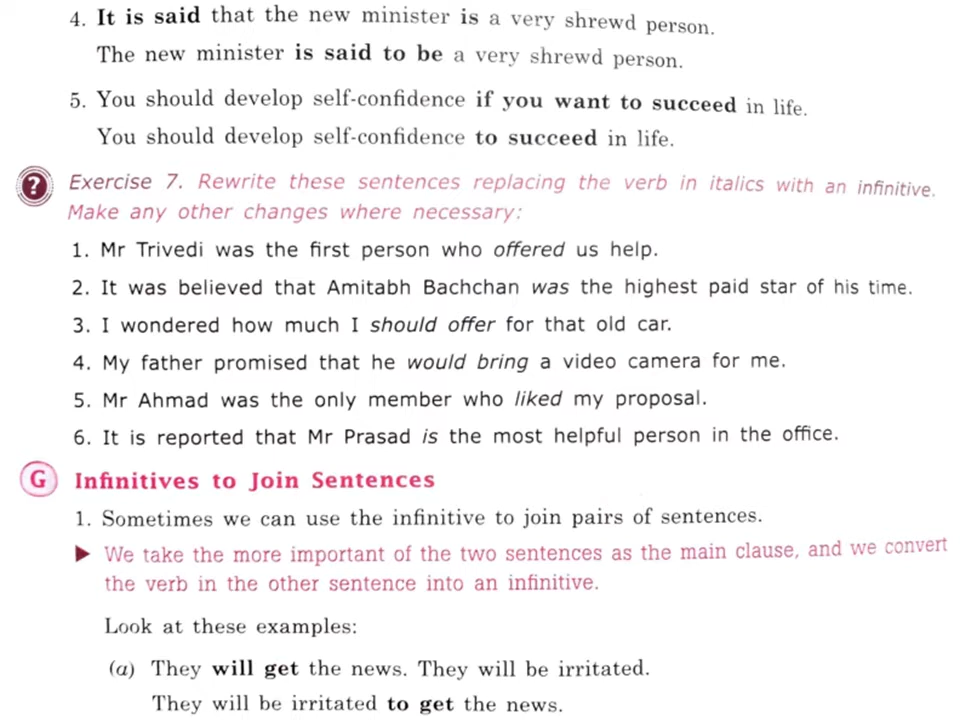 4. It is said that the new minister is a very shrewd person.
The new minister is said to be a very shrewd person.
5. You should develop self-confidence if you want to succeed in life.
You should develop self-confidence to succeed in life.
? Exercise 7. Rewrite these sentences replacing the verb in italics with an infinitive.
Make any other changes where necessary:
1. Mr Trivedi was the first person who offered us help.
2. It was believed that Amitabh Bachchan was the highest paid star of his time.
3. I wondered how much I should offer for that old car.
4. My father promised that he would bring a video camera for me.
5. Mr Ahmad was the only member who liked my proposal.
6. It is reported that Mr Prasad is the most helpful person in the office.
G Infinitives to Join Sentences
1. Sometimes we can use the infinitive to join pairs of sentences.
▶ We take the more important of the two sentences as the main clause, and we convert
the verb in the other sentence into an infinitive.
Look at these examples:
(a) They will get the news. They will be irritated.
They will be irritated to get the news.